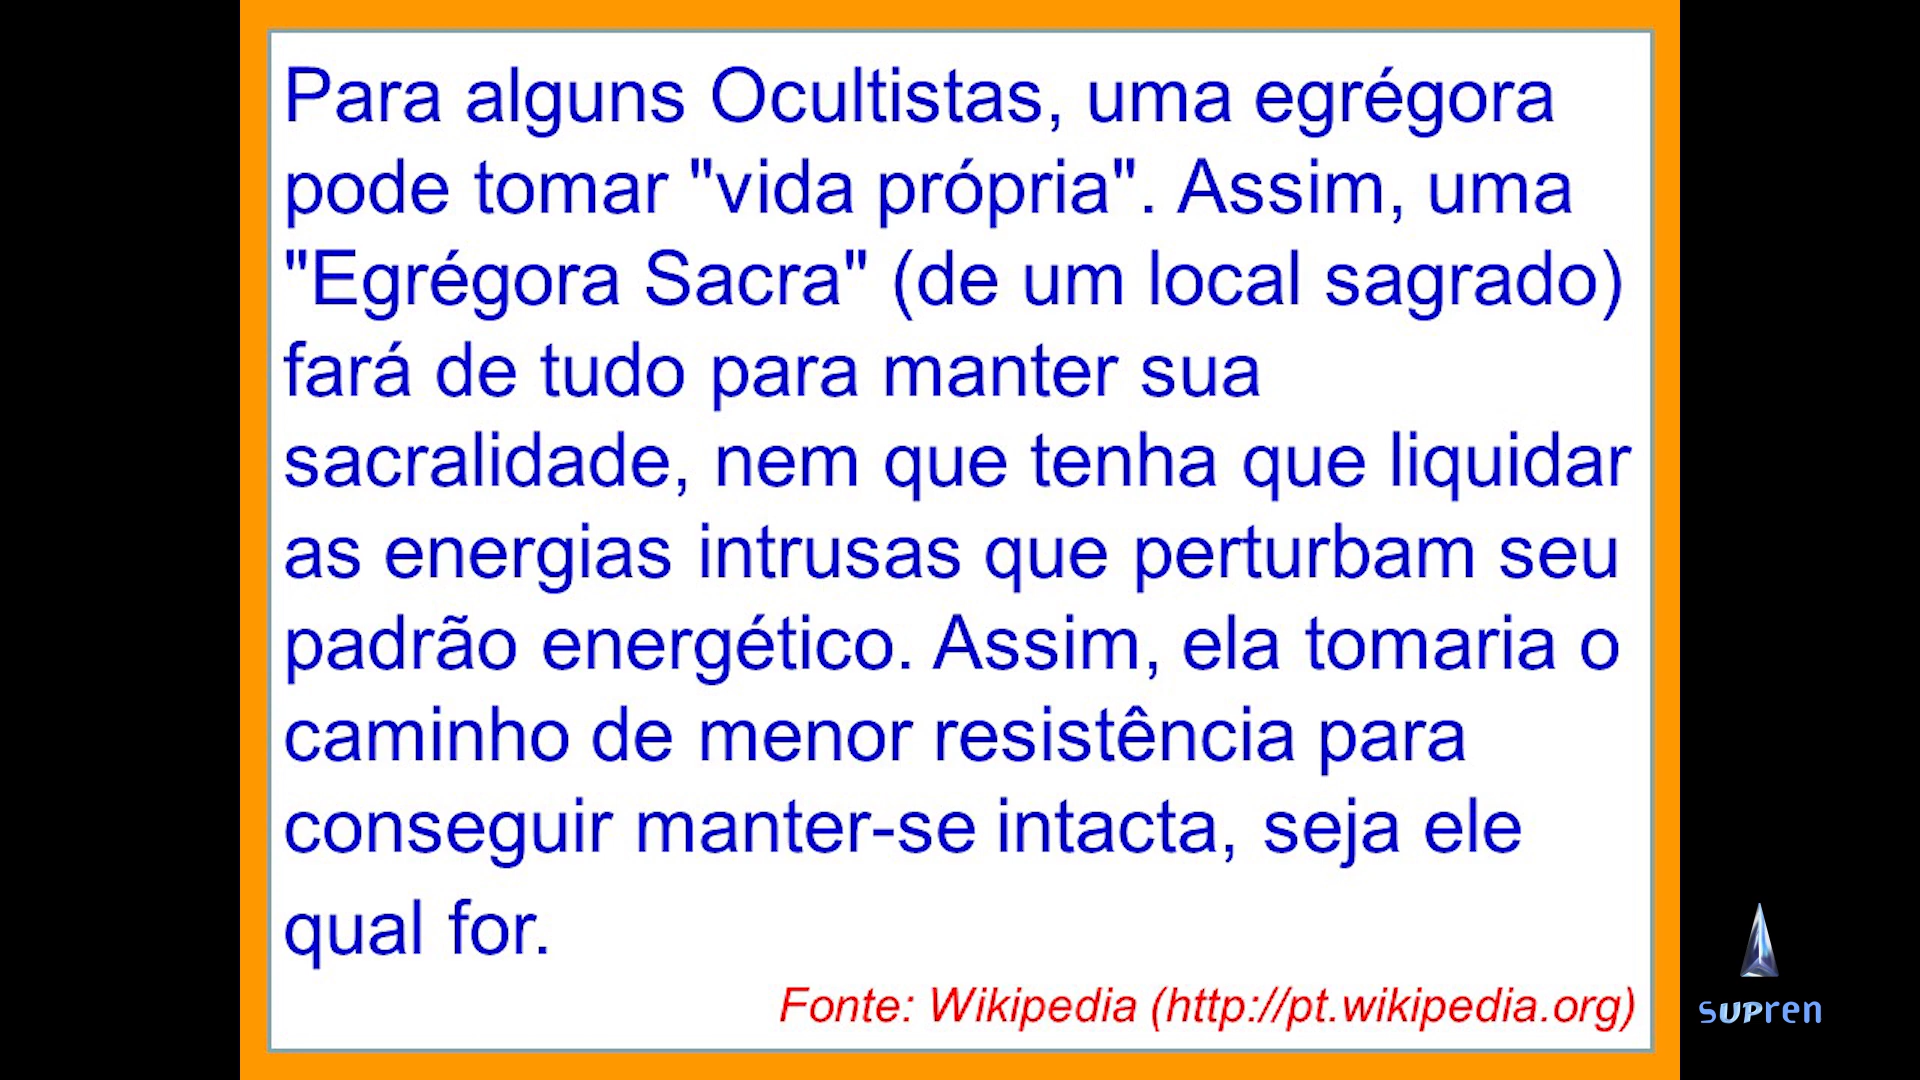 Para alguns Ocultistas, uma egrégora
pode tomar "vida própria". Assim, uma
"Egrégora Sacra" (de um local sagrado)
fará de tudo para manter sua
sacralidade, nem que tenha que liquidar
as energias intrusas que perturbam seu
padrão energético. Assim, ela tomaria o
caminho de menor resistência para
conseguir manter-se intacta, seja ele
qual for.
Fonte: Wikipedia (http://pt.wikipedia.org)
suPren